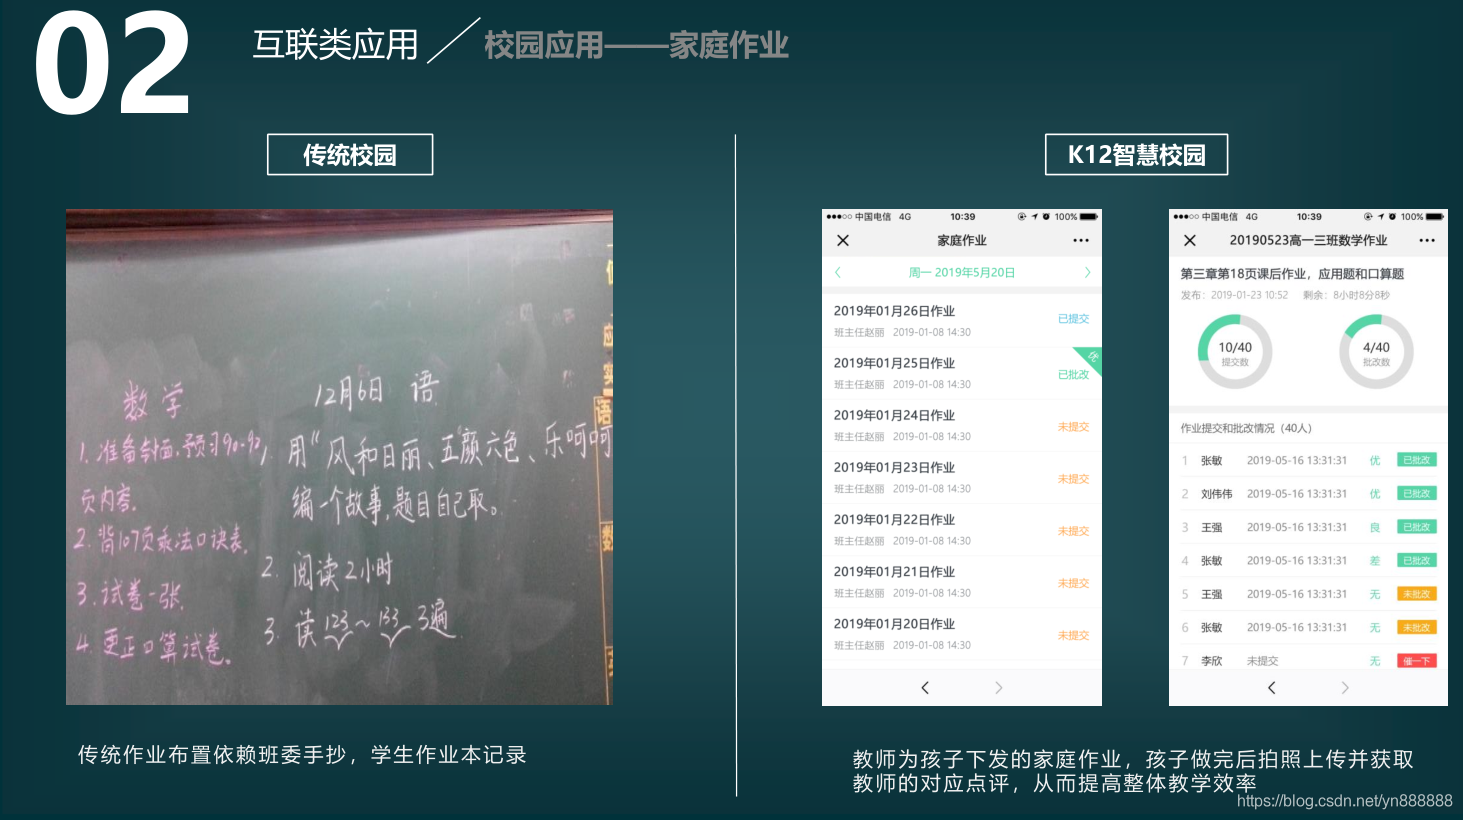 02
互联类应用
校园应用——家庭作业
传统校园
数学
1. 准备封面,预习90-92
页内容.
2. 背107页乘法口诀表.
3. 试卷一张.
4. 更正口算试卷。
12月6日 语
1. 用“风和日丽、五颜六色、乐呵呵
编一个故事,题目自己取。
2. 阅读2小时
3. 读123~133 3遍
语
数
传统作业布置依赖班委手抄，学生作业本记录
K12智慧校园
中国电信 4G 10:39 100%
家庭作业
周一 2019年5月20日
2019年01月26日作业
班主任赵丽 2019-01-08 14:30
已提交
2019年01月25日作业
班主任赵丽 2019-01-08 14:30
优
已批改
2019年01月24日作业
班主任赵丽 2019-01-08 14:30
未提交
2019年01月23日作业
班主任赵丽 2019-01-08 14:30
未提交
2019年01月22日作业
班主任赵丽 2019-01-08 14:30
未提交
2019年01月21日作业
班主任赵丽 2019-01-08 14:30
未提交
2019年01月20日作业
班主任赵丽 2019-01-08 14:30
未提交
中国电信 4G 10:39 100%
20190523高一三班数学作业
第三章第18页课后作业，应用题和口算题
发布：2019-01-23 10:52 剩余：8小时8分8秒
10/40
提交数
4/40
批改数
作业提交和批改情况（40人）
1 张敏 2019-05-16 13:31:31 优 已批改
2 刘伟伟 2019-05-16 13:31:31 优 已批改
3 王强 2019-05-16 13:31:31 良 已批改
4 张敏 2019-05-16 13:31:31 差 已批改
5 王强 2019-05-16 13:31:31 无 未批改
6 张敏 2019-05-16 13:31:31 无 未批改
7 李欣 未提交 无 催一下
教师为孩子下发的家庭作业，孩子做完后拍照上传并获取
教师的对应点评，从而提高整体教学效率
https://blog.csdn.net/yn888888